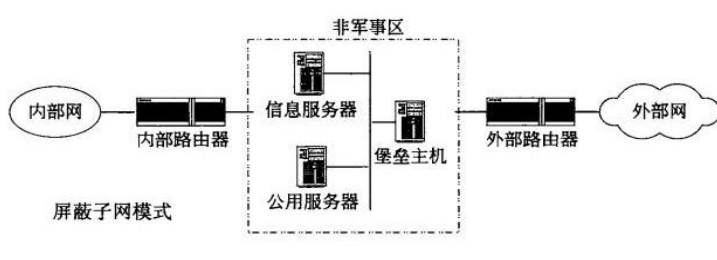 非军事区
内部网
内部路由器
信息服务器
公用服务器
堡垒主机
外部路由器
外部网
屏蔽子网模式